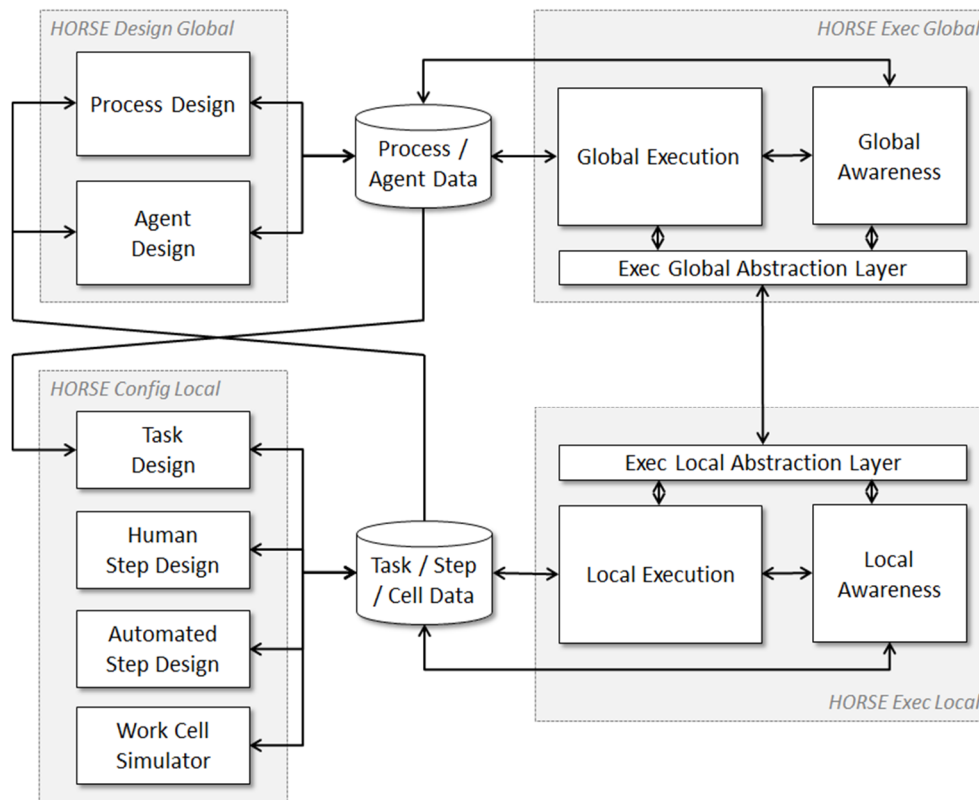 HORSE Design Global
Process Design
Agent
Design
Process /
Agent Data
HORSE Exec Global
Global Execution
Global
Awareness
Exec Global Abstraction Layer
HORSE Config Local
Task
Design
Human
Step Design
Automated
Step Design
Work Cell
Simulator
Task / Step
/ Cell Data
Exec Local Abstraction Layer
Local Execution
Local
Awareness
HORSE Exec Local